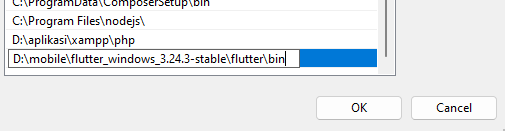 C:\ProgramData\ComposerSetup\bin
C:\Program Files\nodejs\
D:\aplikasi\xampp\php
D:\mobile\flutter_windows_3.24.3-stable\flutter\bin
OK
Cancel